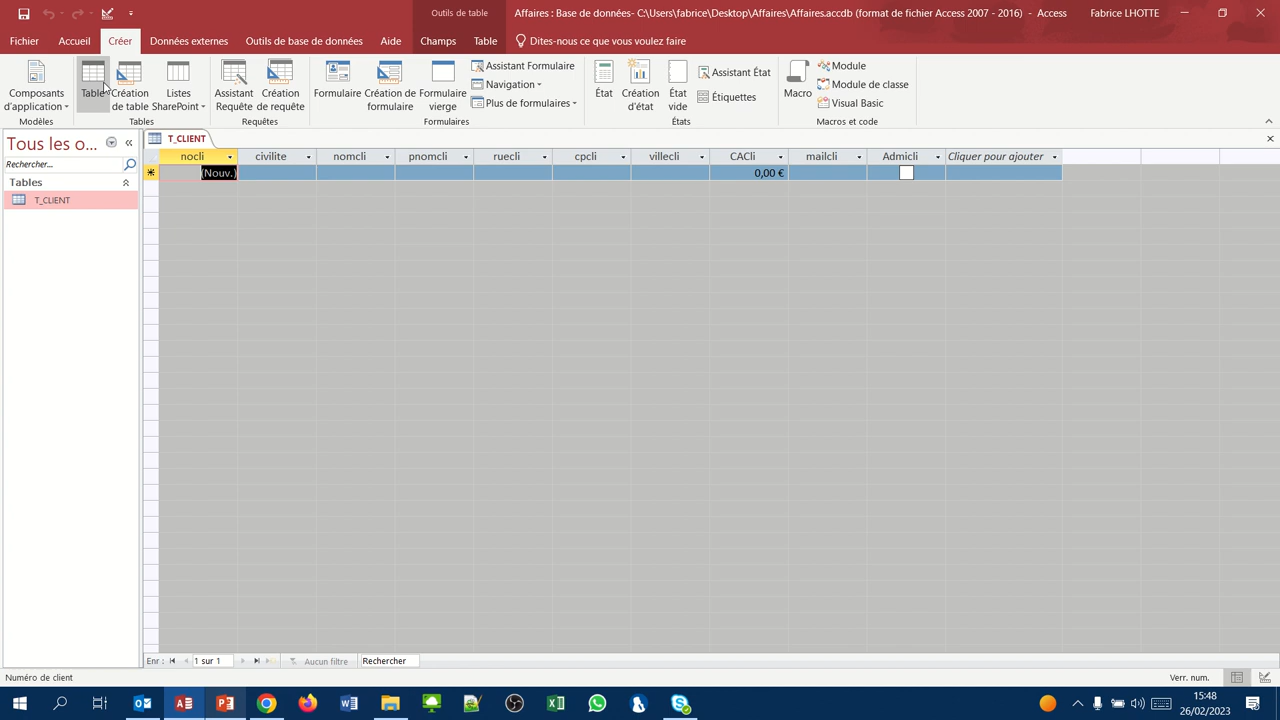 Outils de table
Affaires : Base de données- C:\Users\fabrice\Desktop\Affaires\Affaires.accdb (format de fichier Access 2007 - 2016) - Access
Fabrice LHOTTE
Fichier Accueil Créer Données externes Outils de base de données Aide Champs Table Dites-nous ce que vous voulez faire
Composants d'application
Table
Création de table
Listes SharePoint
Assistant Requête
Création de requête
Formulaire
Création de formulaire
Formulaire vierge
Assistant Formulaire
Navigation
Plus de formulaires
État
Création d'état
État vide
Assistant État
Étiquettes
Macro
Module
Module de classe
Visual Basic
Modèles Tables Requêtes Formulaires États Macros et code
Tous les o...
Rechercher...
Tables
T_CLIENT
T_CLIENT
nocli civilite nomcli pnomcli ruecli cpcli villecli CACli mailcli Admicli Cliquer pour ajouter
(Nouv.) 0,00 €
Enr : 1 sur 1 Aucun filtre Rechercher
Numéro de client
Verr. num.
15:48
26/02/2023